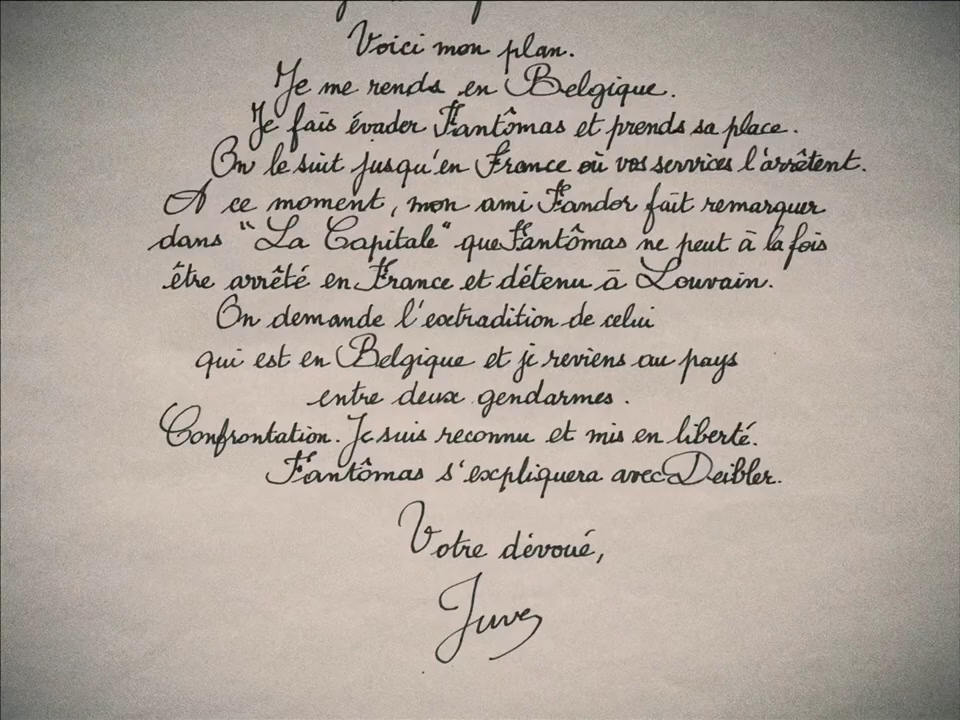 Voici mon plan.
Je me rends en Belgique.
Je fais évader Fantômas et prends sa place.
On le suit jusqu'en France où vos services l'arrêtent.
A ce moment, mon ami Fandor fait remarquer
dans "La Capitale" que Fantômas ne peut à la fois
être arrêté en France et détenu à Louvain.
On demande l'extradition de celui
qui est en Belgique et je reviens au pays
entre deux gendarmes.
Confrontation. Je suis reconnu et mis en liberté.
Fantômas s'expliquera avec Deibler.
Votre dévoué,
Juve